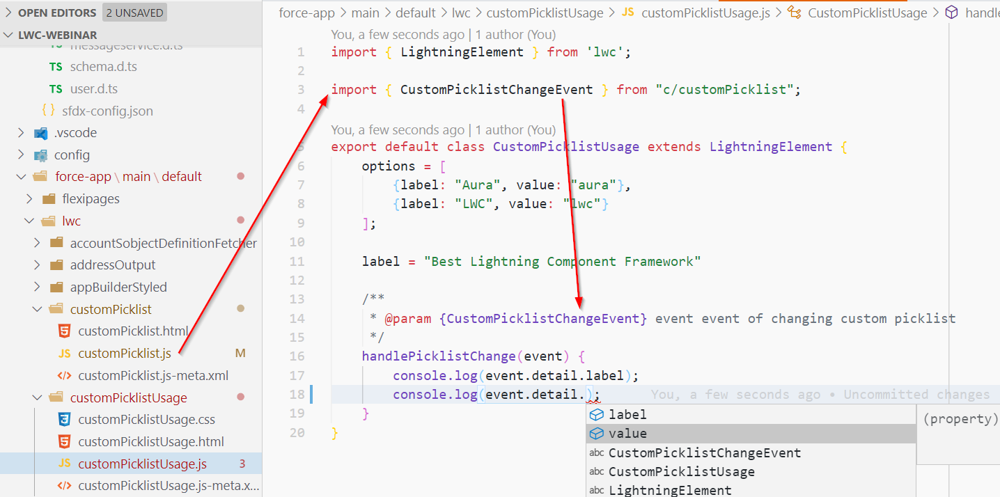 OPEN EDITORS 2 UNSAVED
LWC-WEBINAR
messageservice.d.ts
TS schema.d.ts
TS user.d.ts
{} sfdx-config.json
.vscode
config
force-app \ main \ default
flexipages
lwc
accountSobjectDefinitionFetcher
addressOutput
appBuilderStyled
customPicklist
customPicklist.html
JS customPicklist.js M
</> customPicklist.js-meta.xml
customPicklistUsage
customPicklistUsage.css
customPicklistUsage.html
JS customPicklistUsage.js 3
</> customPicklistUsage.js-meta.x...
force-app > main > default > lwc > customPicklistUsage > JS customPicklistUsage.js > CustomPicklistUsage > handle
You, a few seconds ago | 1 author (You)
1 import { LightningElement } from 'lwc';
2
3 import { CustomPicklistChangeEvent } from "c/customPicklist";
4
You, a few seconds ago | 1 author (You)
5 export default class CustomPicklistUsage extends LightningElement {
6 options = [
7 {label: "Aura", value: "aura"},
8 {label: "LWC", value: "lwc"}
9 ];
10
11 label = "Best Lightning Component Framework"
12
13 /**
14 * @param {CustomPicklistChangeEvent} event event of changing custom picklist
15 */
16 handlePicklistChange(event) {
17 console.log(event.detail.label);
18 console.log(event.detail.); You, a few seconds ago • Uncommitted changes
19 }
20 }
label
(property)
value
abc CustomPicklistChangeEvent
abc CustomPicklistUsage
abc LightningElement